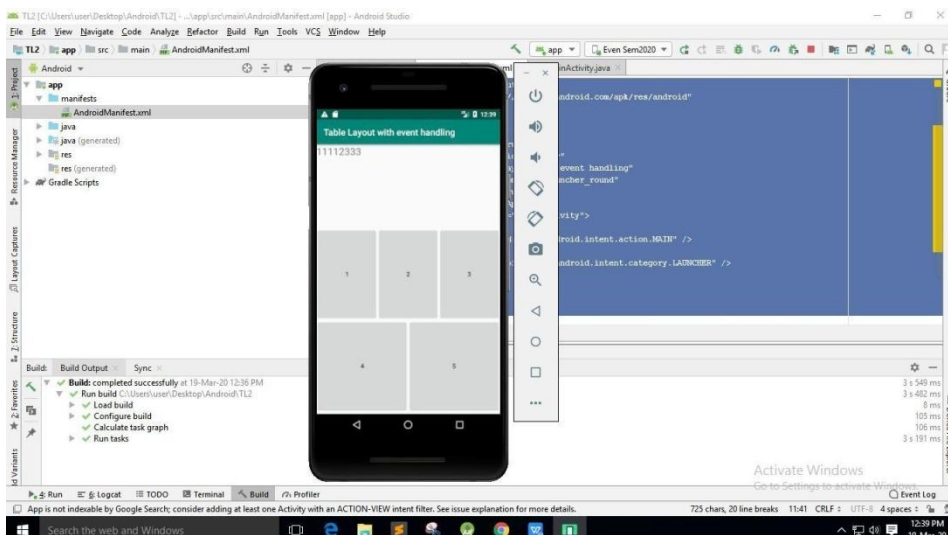 TL2 [C:\Users\user\Desktop\Android\TL2] - ...\app\src\main\AndroidManifest.xml [app] - Android Studio
File Edit View Navigate Code Analyze Refactor Build Run Tools VCS Window Help
TL2 app src main AndroidManifest.xml app Even Sem2020
Android MainActivity.java
1: Project
app
manifests
AndroidManifest.xml
java
java (generated)
res
res (generated)
Gradle Scripts
Resource Manager
Layout Captures
Z: Structure
2: Favorites
12:39
Table Layout with event handling
11112333
1 2 3
4 5
android.com/apk/res/android"
event handling"
ncher_round"
vity">
roid.intent.action.MAIN" />
android.intent.category.LAUNCHER" />
Build: Build Output Sync
Build: completed successfully at 19-Mar-20 12:36 PM 3 s 549 ms
Run build C:\Users\user\Desktop\Android\TL2 3 s 482 ms
Load build 8 ms
Configure build 105 ms
Calculate task graph 106 ms
Run tasks 3 s 191 ms
Activate Windows
Go to Settings to activate Windows.
4: Run 6: Logcat TODO Terminal Build Profiler Event Log
App is not indexable by Google Search; consider adding at least one Activity with an ACTION-VIEW intent filter. See issue explanation for more details. 725 chars, 20 line breaks 11:41 CRLF UTF-8 4 spaces
Search the web and Windows 12:39 PM